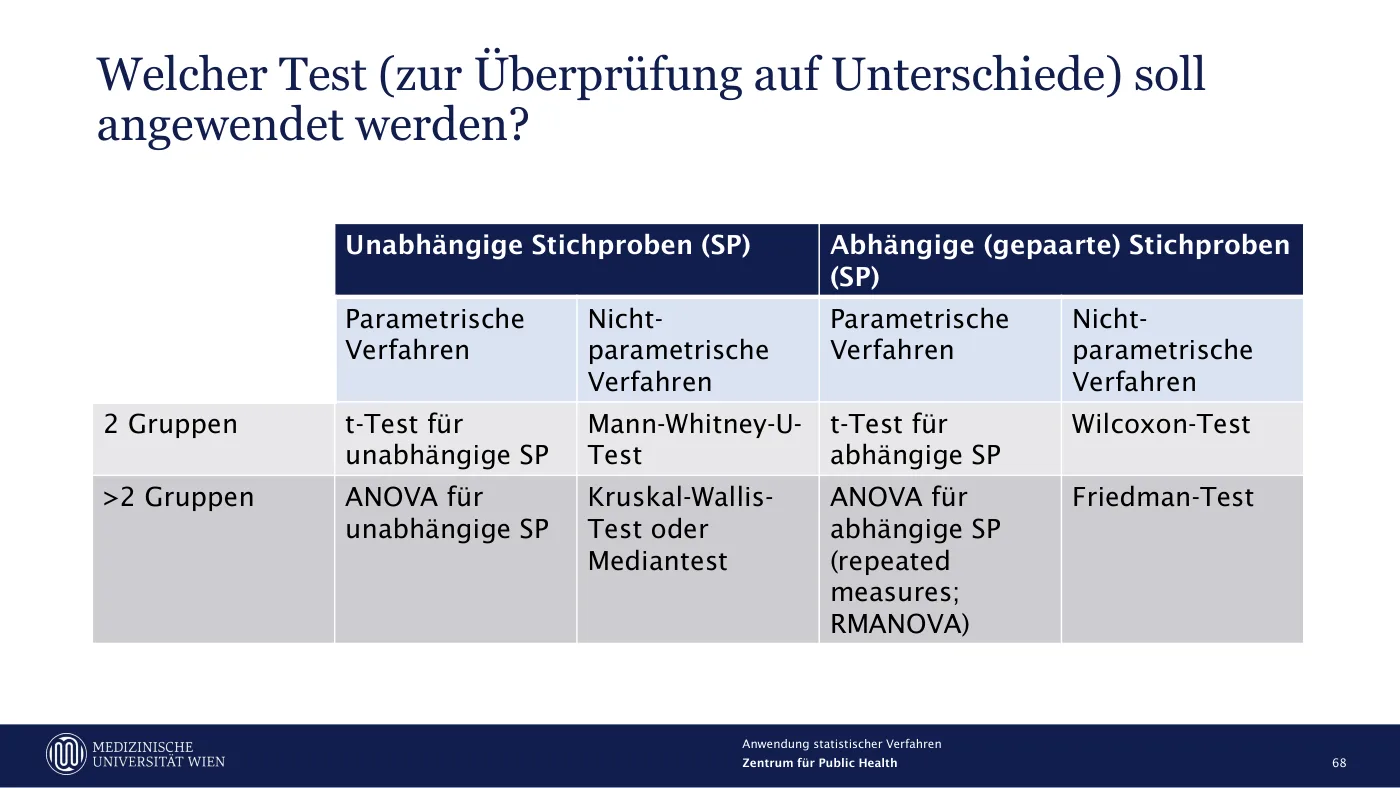 Welcher Test (zur Überprüfung auf Unterschiede) soll
angewendet werden?
Unabhängige Stichproben (SP)
Abhängige (gepaarte) Stichproben
(SP)
Parametrische
Verfahren
Nicht-
parametrische
Verfahren
Parametrische
Verfahren
Nicht-
parametrische
Verfahren
2 Gruppen
t-Test für
unabhängige SP
Mann-Whitney-U-
Test
t-Test für
abhängige SP
Wilcoxon-Test
>2 Gruppen
ANOVA für
unabhängige SP
Kruskal-Wallis-
Test oder
Mediantest
ANOVA für
abhängige SP
(repeated
measures;
RMANOVA)
Friedman-Test
MEDIZINISCHE
UNIVERSITÄT WIEN
Anwendung statistischer Verfahren
Zentrum für Public Health
68